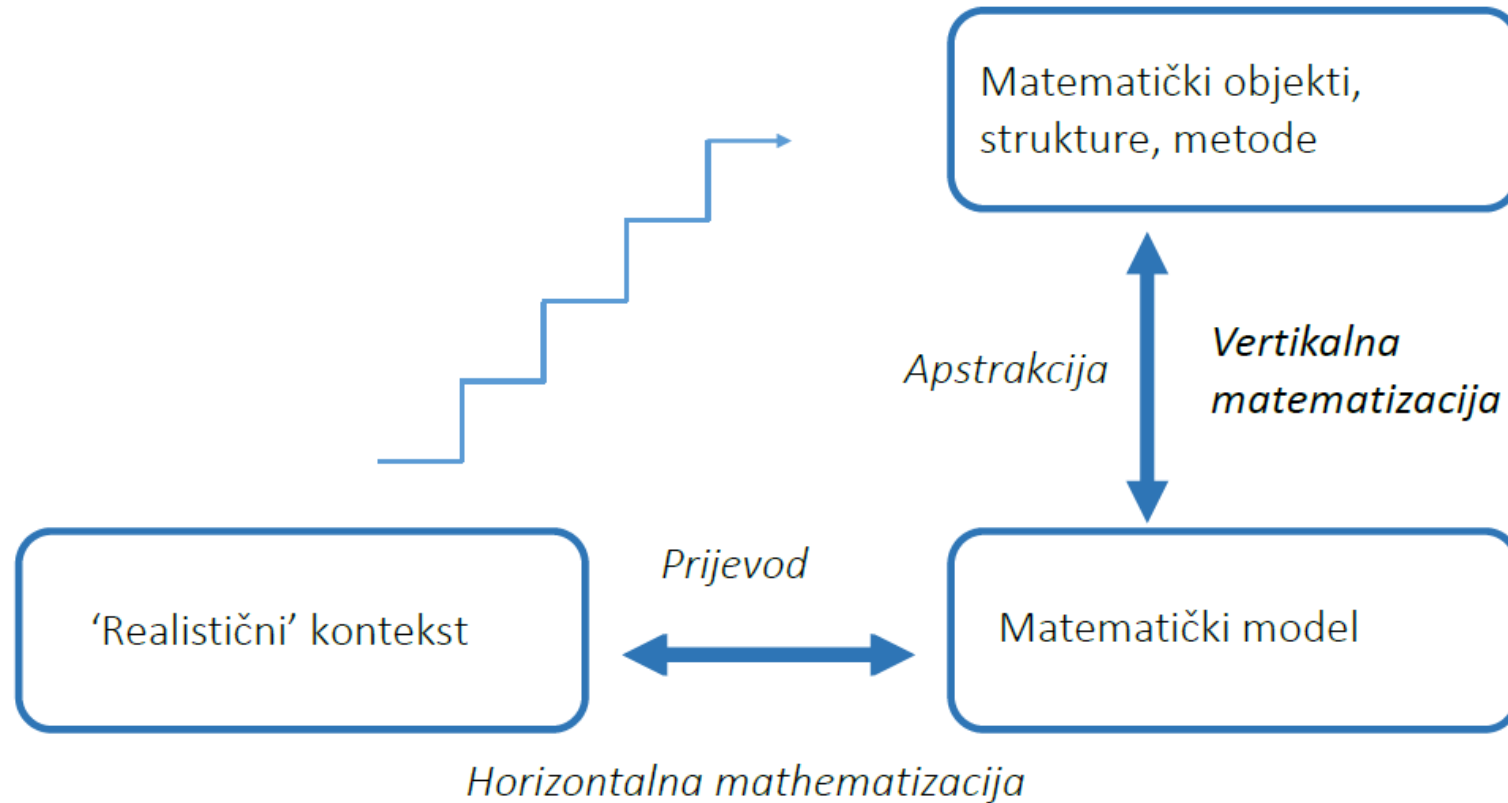 Matematički objekti,
strukture, metode
Apstrakcija
Vertikalna
matematizacija
Prijevod
‘Realistični’ kontekst
Matematički model
Horizontalna mathematizacija